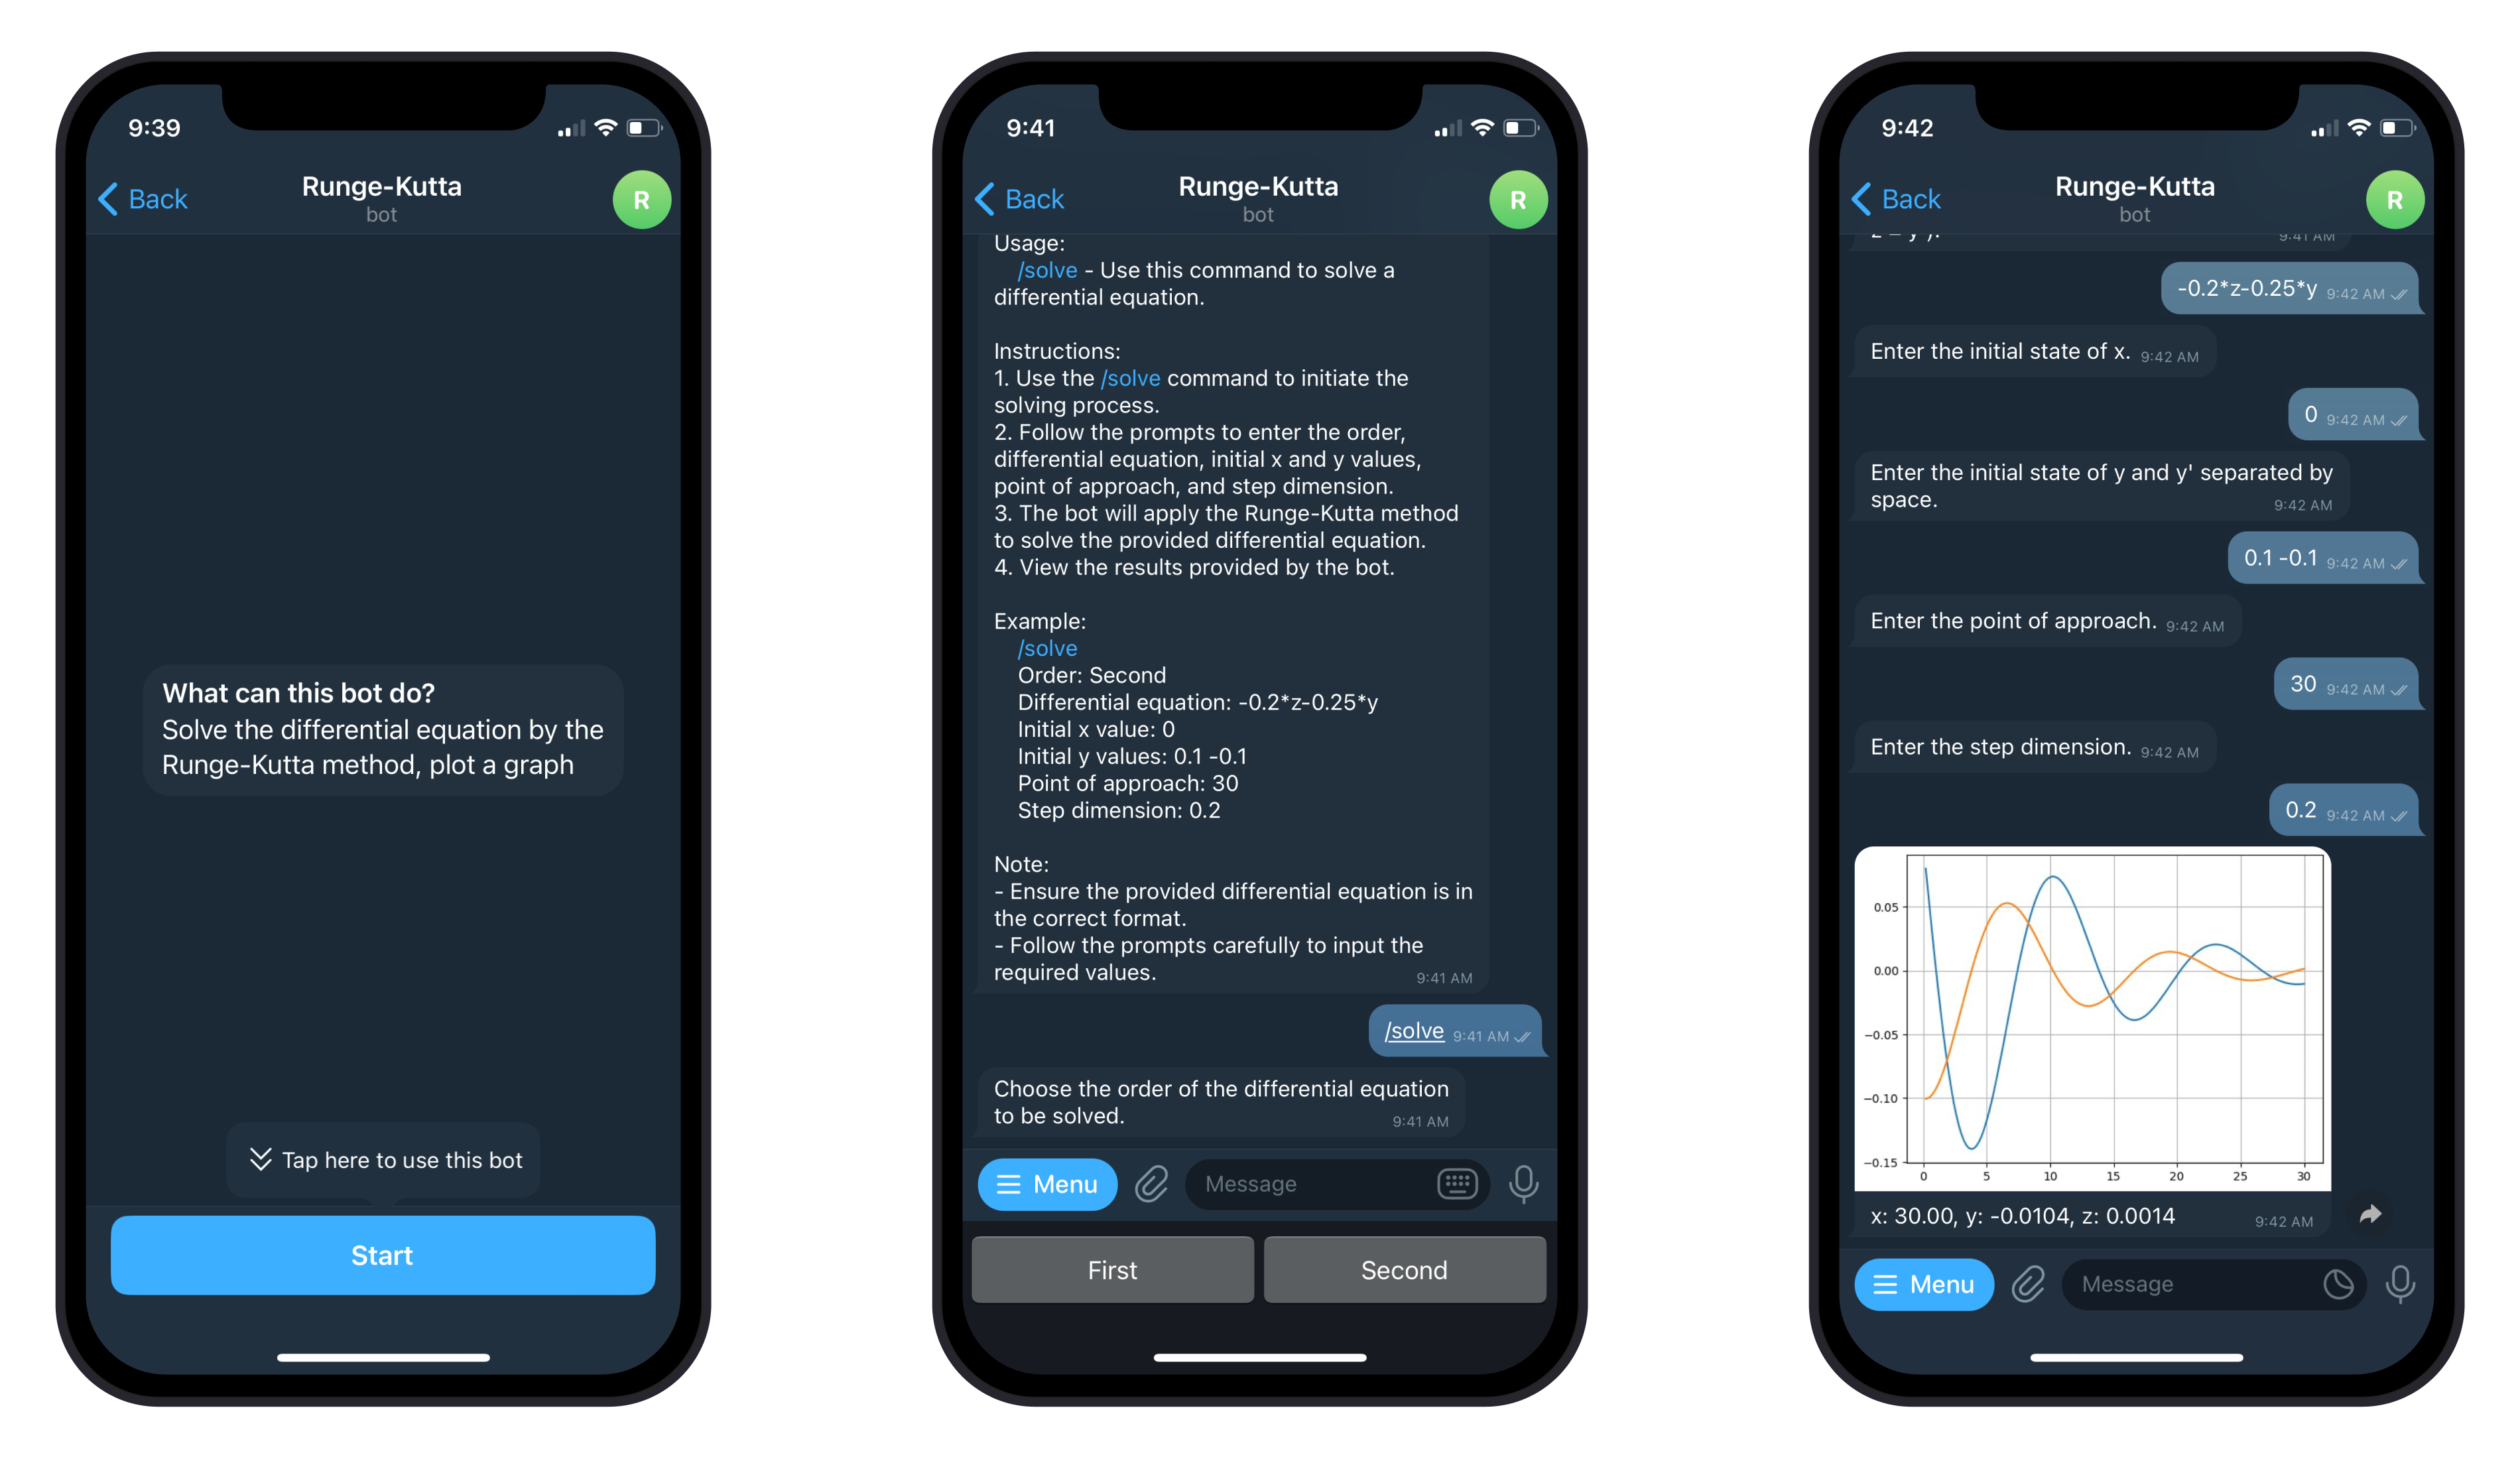 9:39
Back
Runge-Kutta
bot
R
What can this bot do?
Solve the differential equation by the
Runge-Kutta method, plot a graph
Tap here to use this bot
Start
9:41
Back
Runge-Kutta
bot
R
Usage:
/solve - Use this command to solve a
differential equation.
Instructions:
1. Use the /solve command to initiate the
solving process.
2. Follow the prompts to enter the order,
differential equation, initial x and y values,
point of approach, and step dimension.
3. The bot will apply the Runge-Kutta method
to solve the provided differential equation.
4. View the results provided by the bot.
Example:
/solve
Order: Second
Differential equation: -0.2*z-0.25*y
Initial x value: 0
Initial y values: 0.1 -0.1
Point of approach: 30
Step dimension: 0.2
Note:
- Ensure the provided differential equation is in
the correct format.
- Follow the prompts carefully to input the
required values. 9:41 AM
/solve 9:41 AM
Choose the order of the differential equation
to be solved. 9:41 AM
Menu Message
First Second
9:42
Back
Runge-Kutta
bot
R
9:41 AM
-0.2*z-0.25*y 9:42 AM
Enter the initial state of x. 9:42 AM
0 9:42 AM
Enter the initial state of y and y' separated by
space. 9:42 AM
0.1 -0.1 9:42 AM
Enter the point of approach. 9:42 AM
30 9:42 AM
Enter the step dimension. 9:42 AM
0.2 9:42 AM
0.05
0.00
−0.05
−0.10
−0.15
0 5 10 15 20 25 30
x: 30.00, y: -0.0104, z: 0.0014 9:42 AM
Menu Message